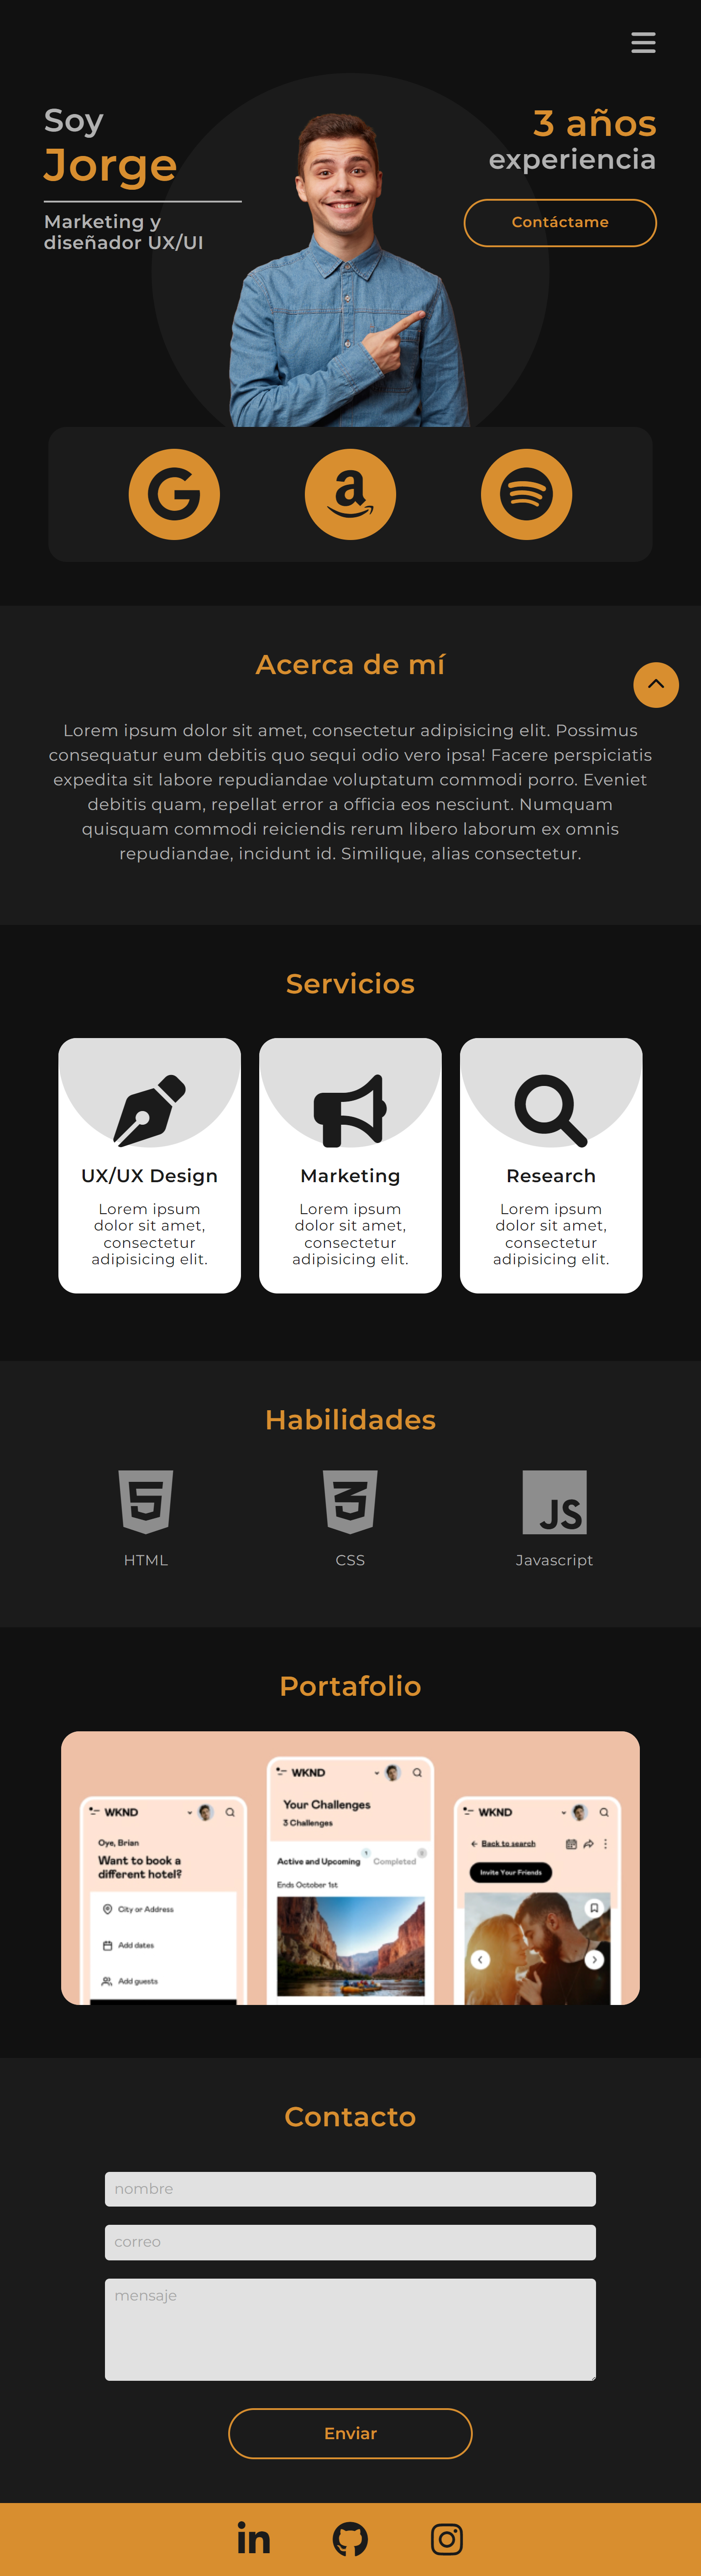 Soy
Jorge
Marketing y
diseñador UX/UI
3 años
experiencia
Contáctame
Acerca de mí
Lorem ipsum dolor sit amet, consectetur adipisicing elit. Possimus
consequatur eum debitis quo sequi odio vero ipsa! Facere perspiciatis
expedita sit labore repudiandae voluptatum commodi porro. Eveniet
debitis quam, repellat error a officia eos nesciunt. Numquam
quisquam commodi reiciendis rerum libero laborum ex omnis
repudiandae, incidunt id. Similique, alias consectetur.
Servicios
UX/UX Design
Lorem ipsum
dolor sit amet,
consectetur
adipisicing elit.
Marketing
Lorem ipsum
dolor sit amet,
consectetur
adipisicing elit.
Research
Lorem ipsum
dolor sit amet,
consectetur
adipisicing elit.
Habilidades
5
HTML
3
CSS
JS
Javascript
Portafolio
WKND
Oye, Brian
Want to book a
different hotel?
City or Address
Add dates
Add guests
WKND
Your Challenges
3 Challenges
Active and Upcoming 1
Completed
Ends October 1st
WKND
Back to search
Invite Your Friends
Contacto
nombre
correo
mensaje
Enviar
in